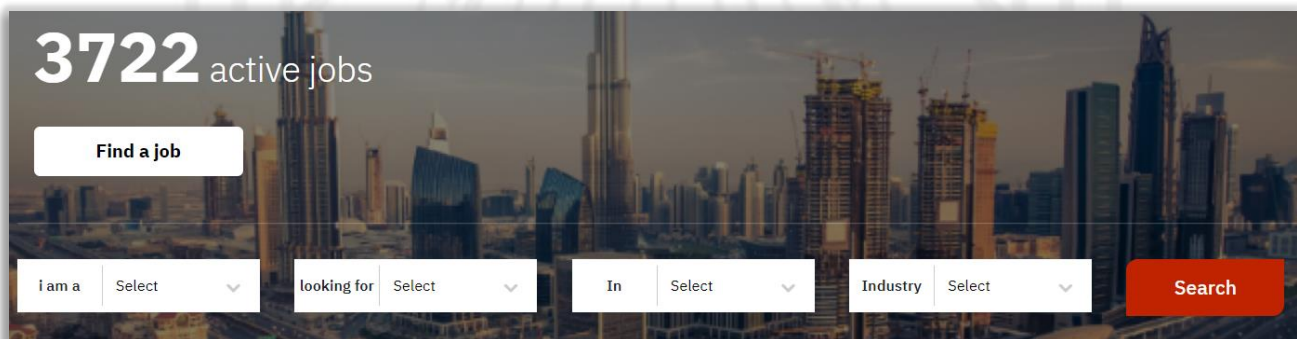 3722 active jobs
Find a job
i am a Select
looking for Select
In Select
Industry Select
Search